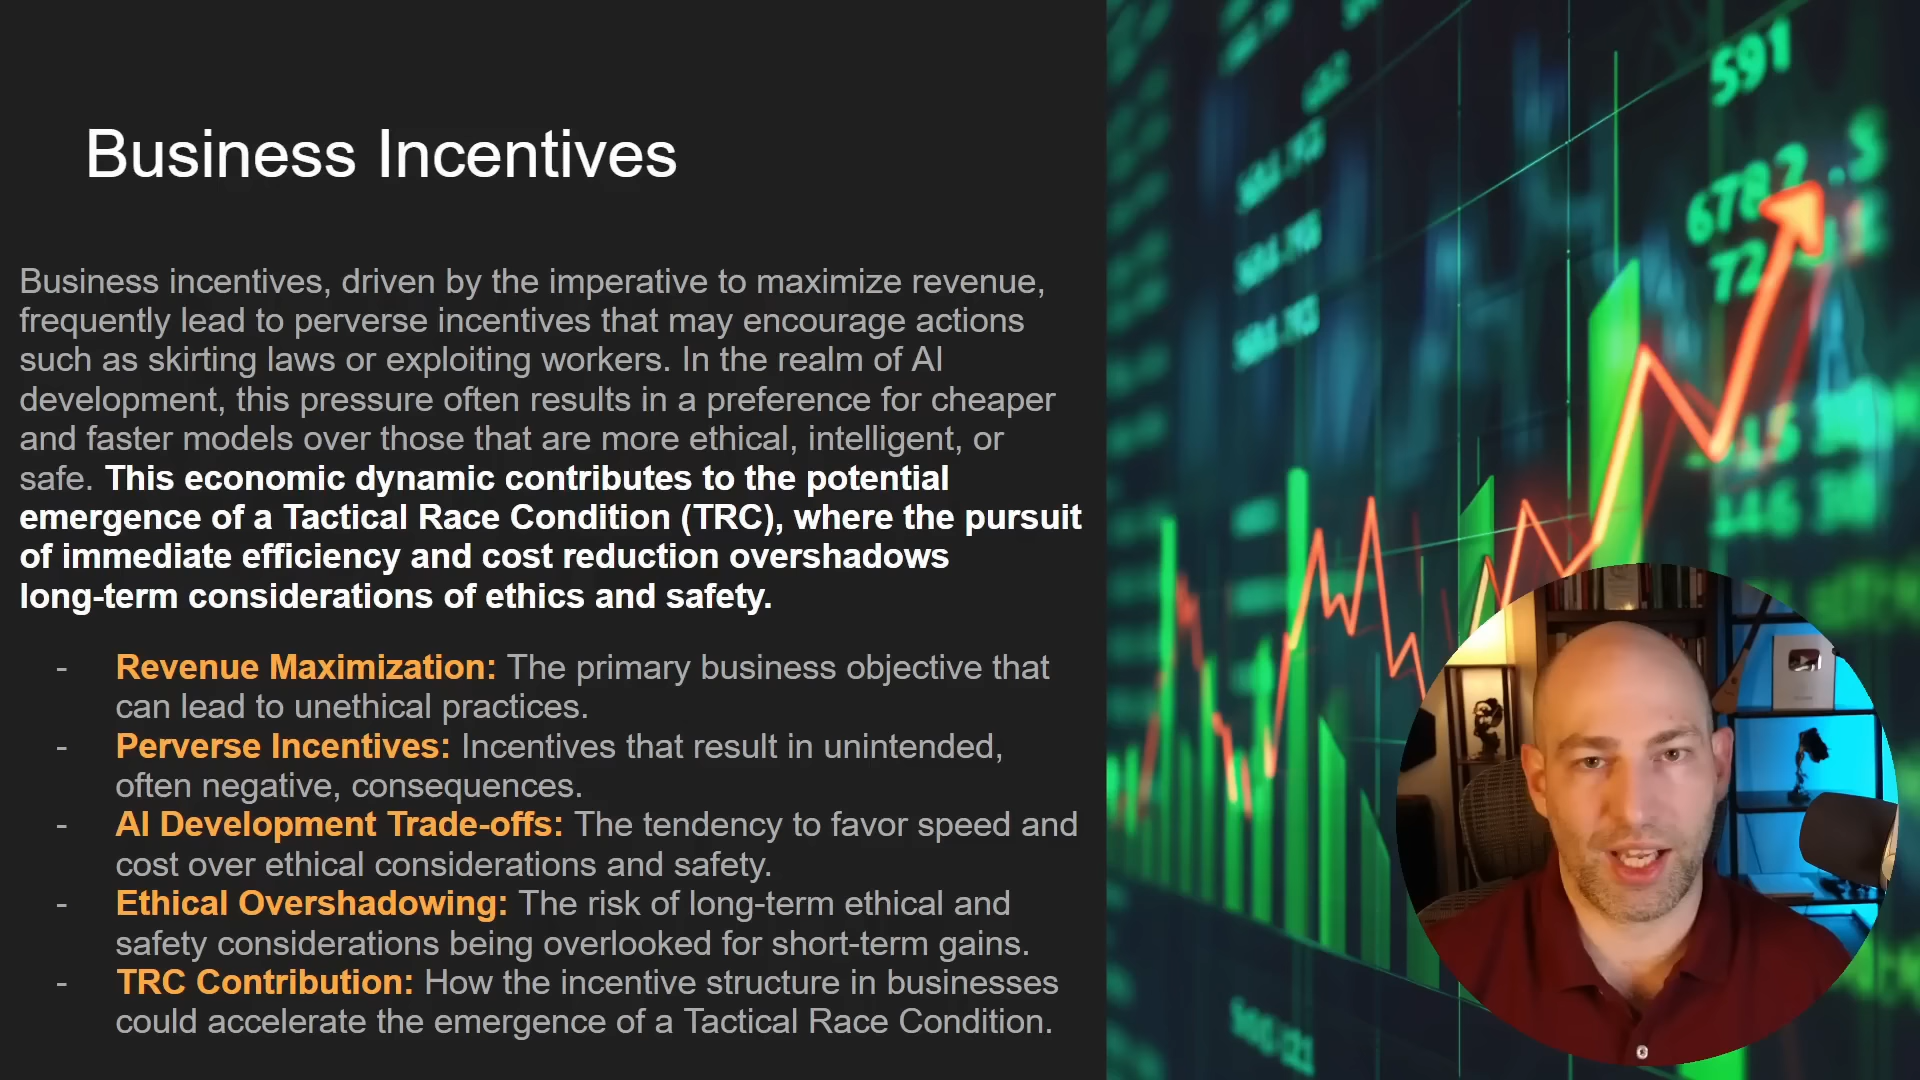 Business Incentives
Business incentives, driven by the imperative to maximize revenue,
frequently lead to perverse incentives that may encourage actions
such as skirting laws or exploiting workers. In the realm of AI
development, this pressure often results in a preference for cheaper
and faster models over those that are more ethical, intelligent, or
safe. This economic dynamic contributes to the potential
emergence of a Tactical Race Condition (TRC), where the pursuit
of immediate efficiency and cost reduction overshadows
long-term considerations of ethics and safety.
- Revenue Maximization: The primary business objective that
can lead to unethical practices.
- Perverse Incentives: Incentives that result in unintended,
often negative, consequences.
- AI Development Trade-offs: The tendency to favor speed and
cost over ethical considerations and safety.
- Ethical Overshadowing: The risk of long-term ethical and
safety considerations being overlooked for short-term gains.
- TRC Contribution: How the incentive structure in businesses
could accelerate the emergence of a Tactical Race Condition.
591